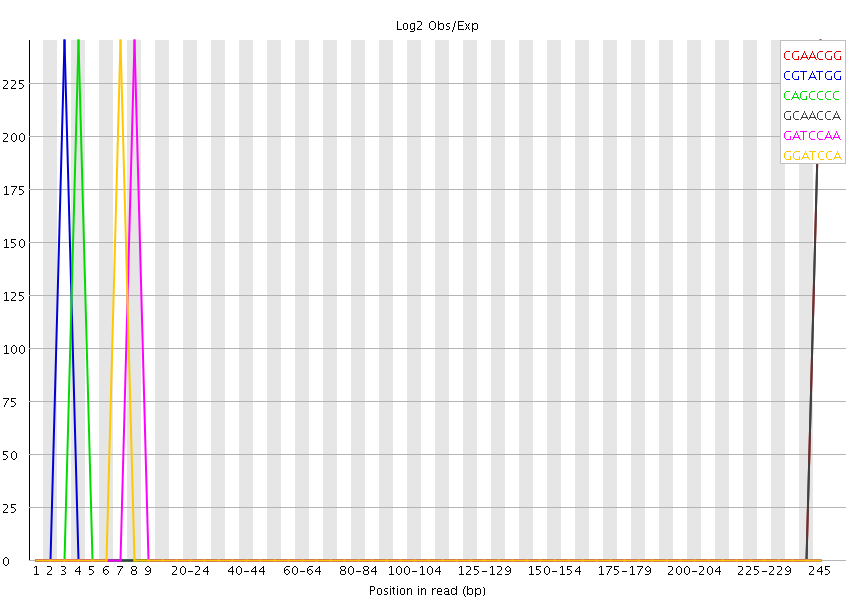 Log2 Obs/Exp
CGAACGG
CGTATGG
CAGCCCC
GCAACCA
GATCCAA
GGATCCA
225
200
175
150
125
100
75
50
25
0
1 2 3 4 5 6 7 8 9 20-24 40-44 60-64 80-84 100-104 125-129 150-154 175-179 200-204 225-229 245
Position in read (bp)